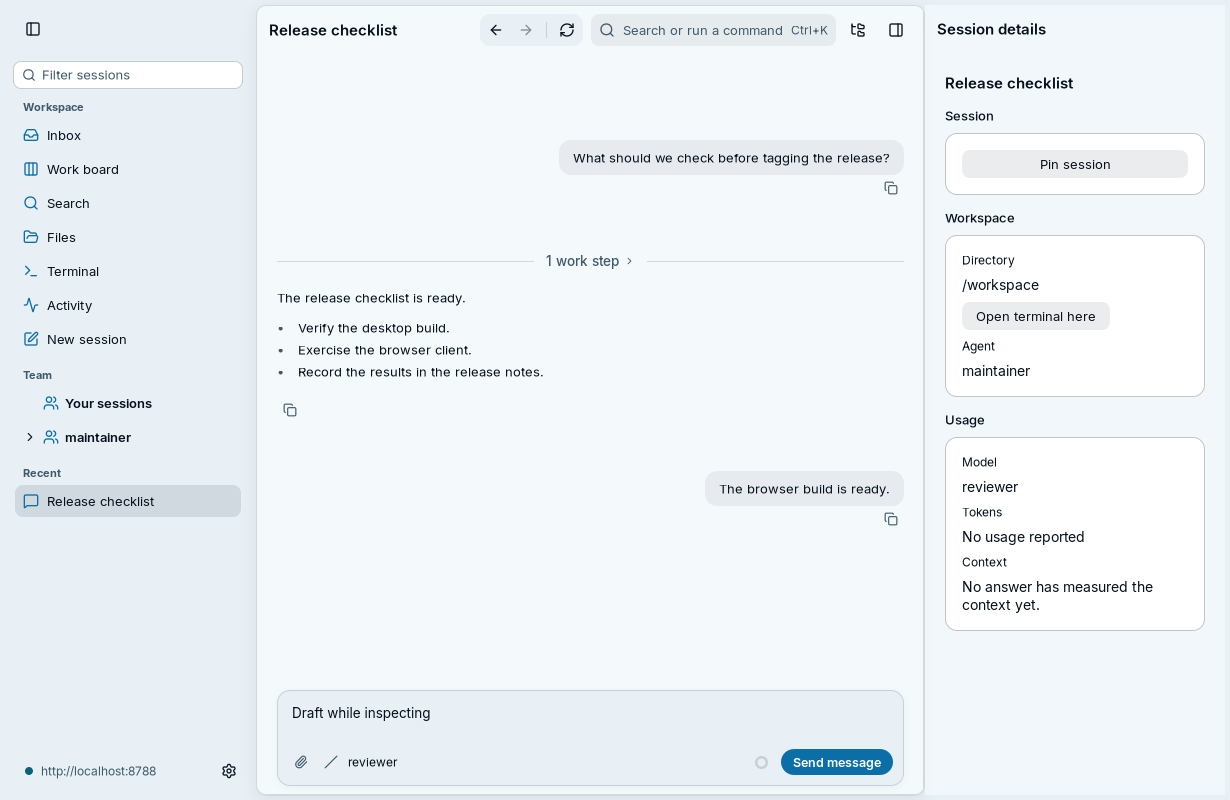 Filter sessions
Workspace
Inbox
Work board
Search
Files
Terminal
Activity
New session
Team
Your sessions
maintainer
Recent
Release checklist
http://localhost:8788
Release checklist
Search or run a command Ctrl+K
What should we check before tagging the release?
1 work step
The release checklist is ready.
• Verify the desktop build.
• Exercise the browser client.
• Record the results in the release notes.
The browser build is ready.
Draft while inspecting
reviewer
Send message
Session details
Release checklist
Session
Pin session
Workspace
Directory
/workspace
Open terminal here
Agent
maintainer
Usage
Model
reviewer
Tokens
No usage reported
Context
No answer has measured the
context yet.